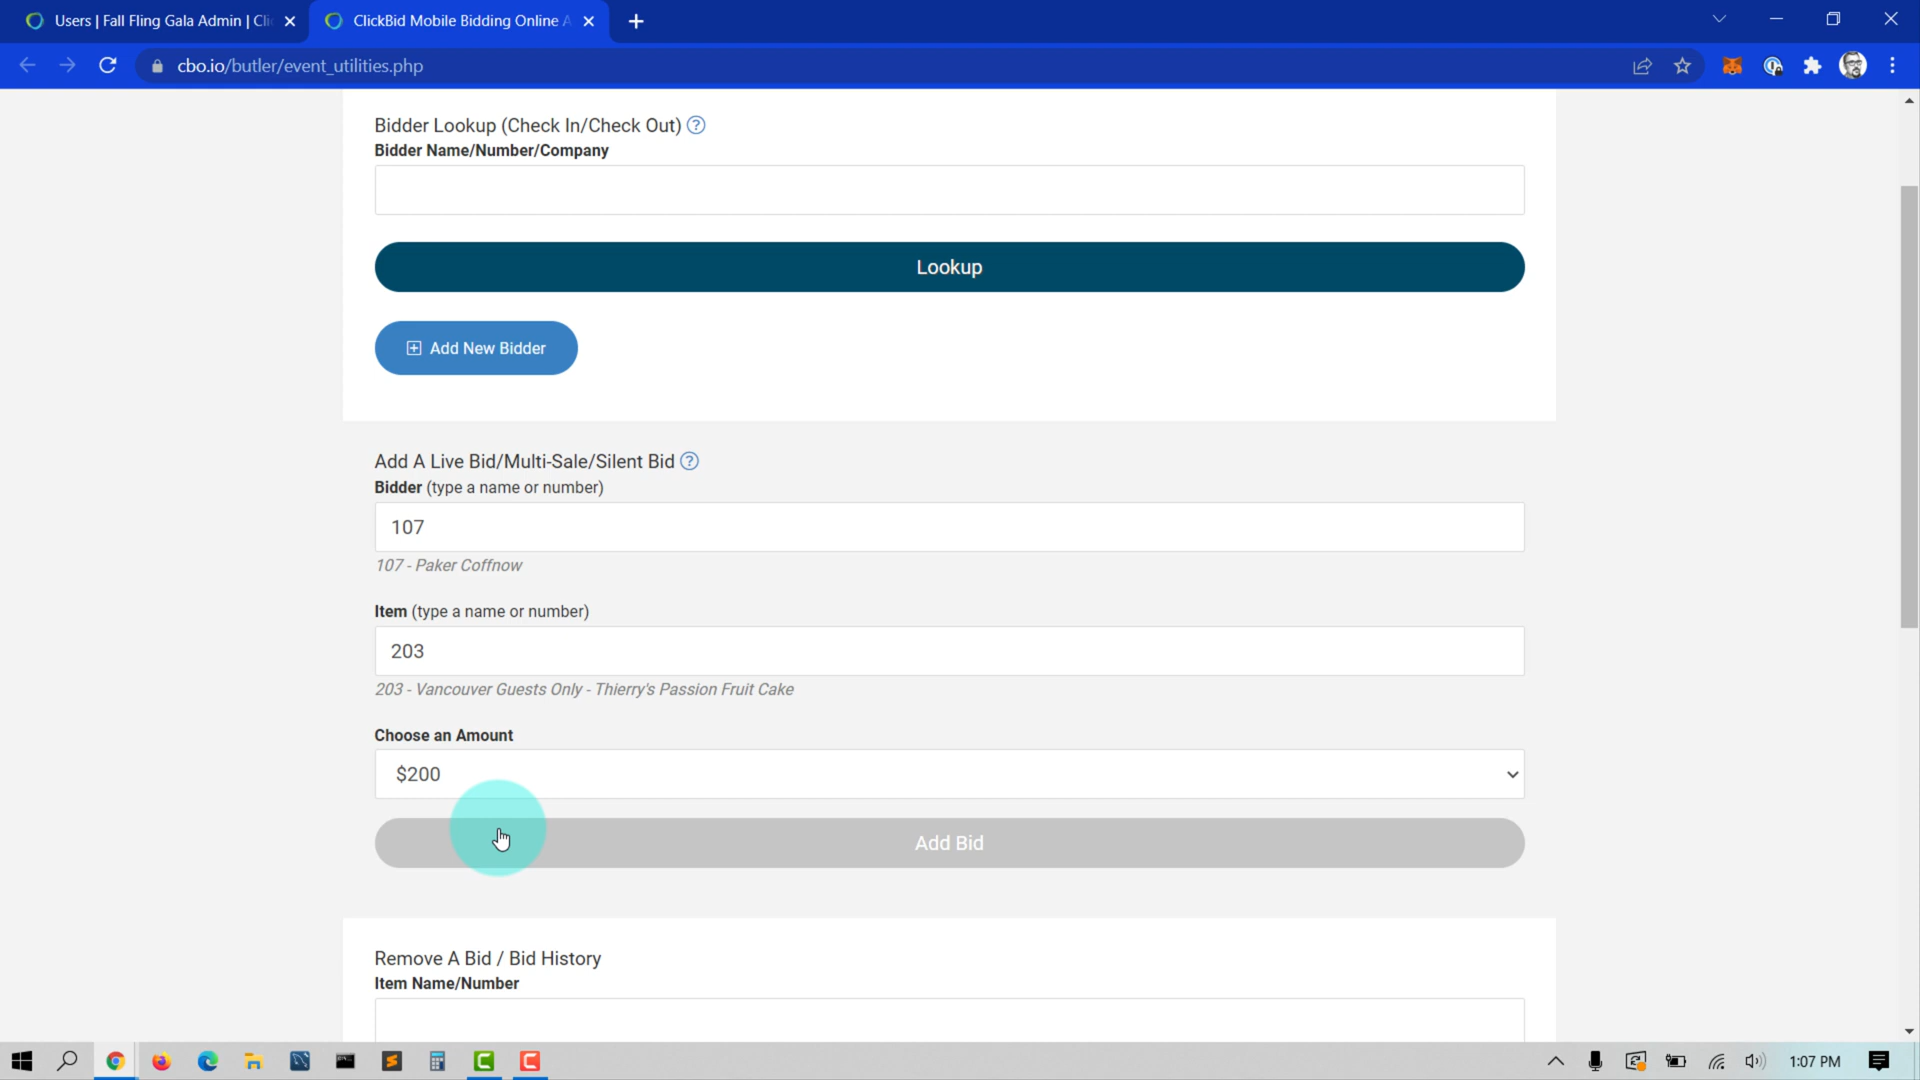 Users | Fall Fling Gala Admin | Cli
ClickBid Mobile Bidding Online A
cbo.io/butler/event_utilities.php
Bidder Lookup (Check In/Check Out) ?
Bidder Name/Number/Company
Lookup
Add New Bidder
Add A Live Bid/Multi-Sale/Silent Bid ?
Bidder (type a name or number)
107
107 - Paker Coffnow
Item (type a name or number)
203
203 - Vancouver Guests Only - Thierry's Passion Fruit Cake
Choose an Amount
$200
Add Bid
Remove A Bid / Bid History
Item Name/Number
1:07 PM